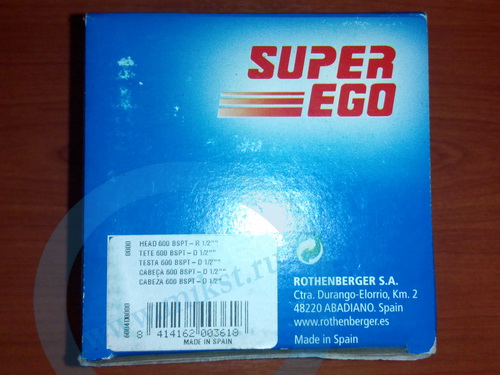 SUPER
EGO
0000
HEAD 600 BSPT - R 1/2""
TETE 600 BSPT - D 1/2""
TESTA 600 BSPT - D 1/2""
CABEÇA 600 BSPT - D 1/2""
CABEZA 600 BSPT - D 1/2""
8 414162 003618
MADE IN SPAIN
ROTHENBERGER S.A.
Ctra. Durango-Elorrio, Km. 2
48220 ABADIANO. Spain
www.rothenberger.es
Made in Spain